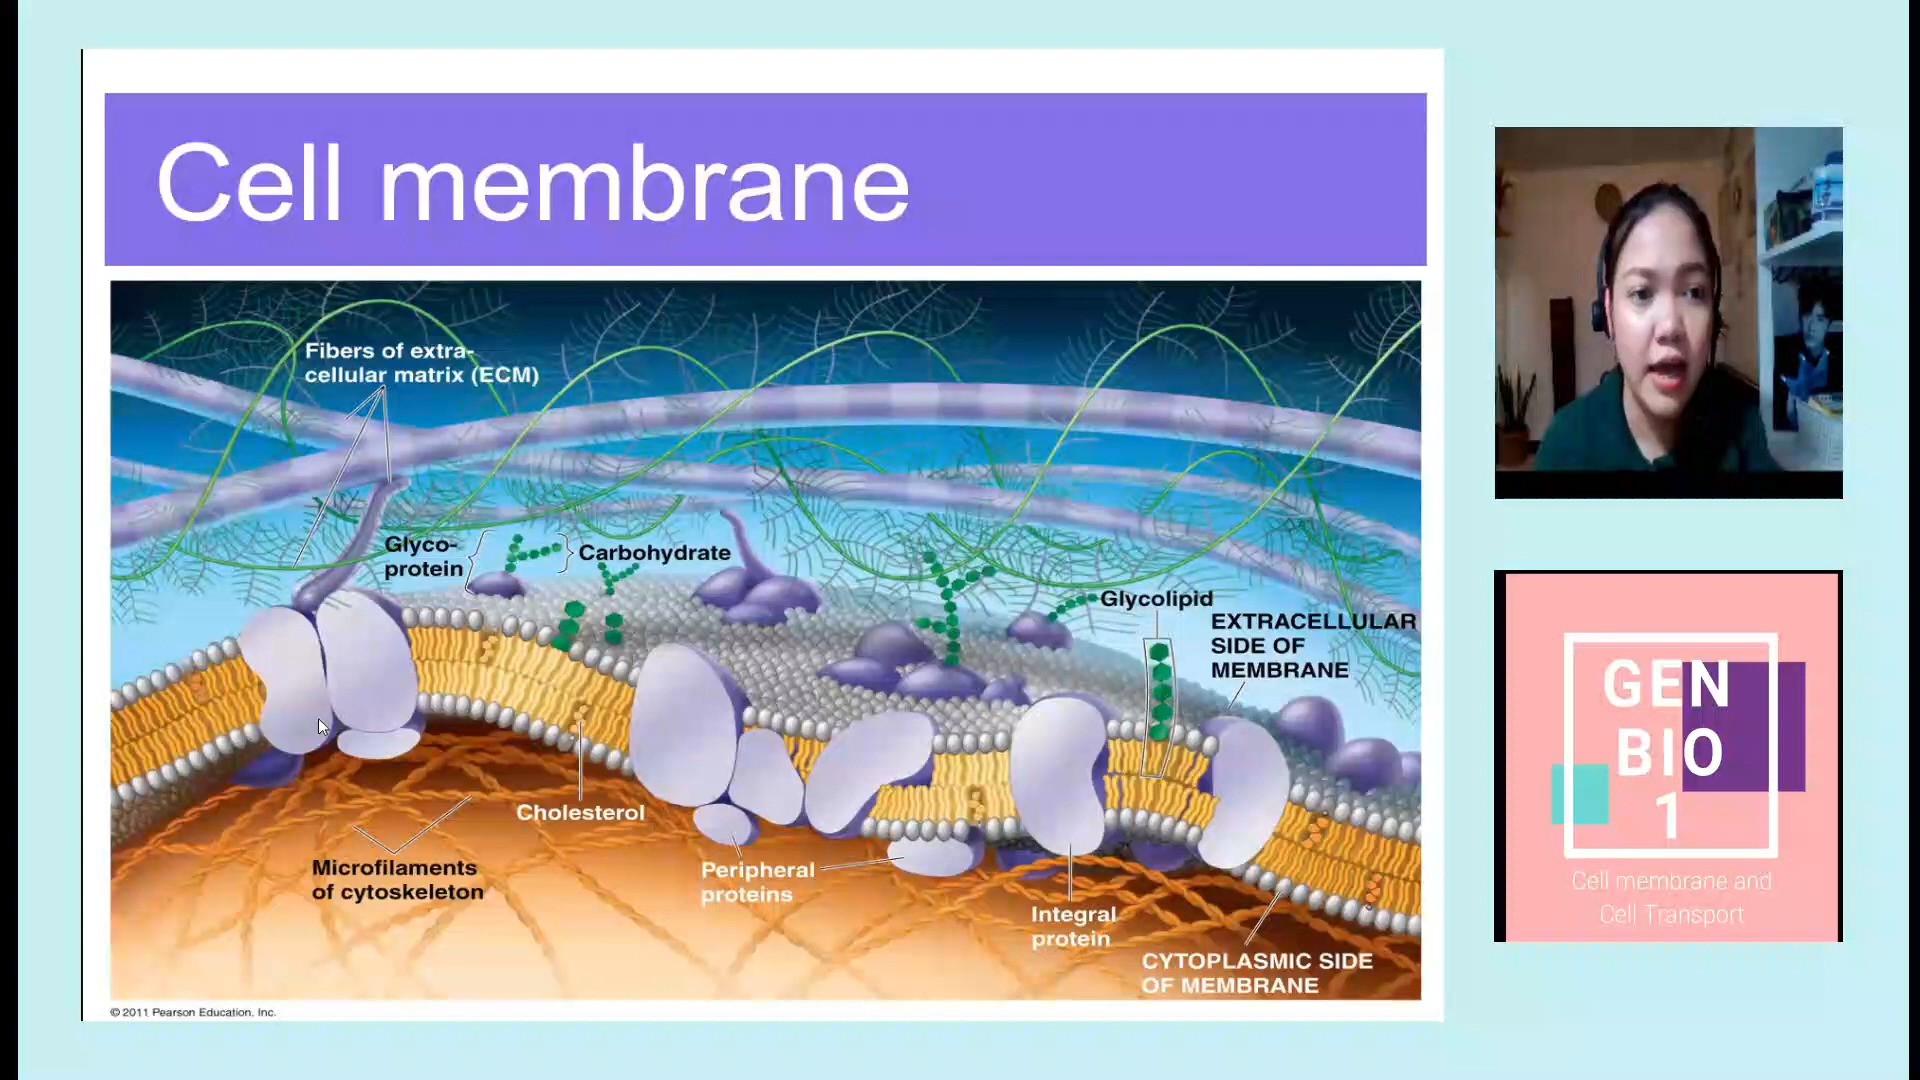 Cell membrane
Fibers of extra-
cellular matrix (ECM)
Glyco-
protein
Carbohydrate
Glycolipid
EXTRACELLULAR
SIDE OF
MEMBRANE
Cholesterol
Microfilaments
of cytoskeleton
Peripheral
proteins
Integral
protein
CYTOPLASMIC SIDE
OF MEMBRANE
© 2011 Pearson Education, Inc.
GEN
BIO
1
Cell membrane and
Cell Transport